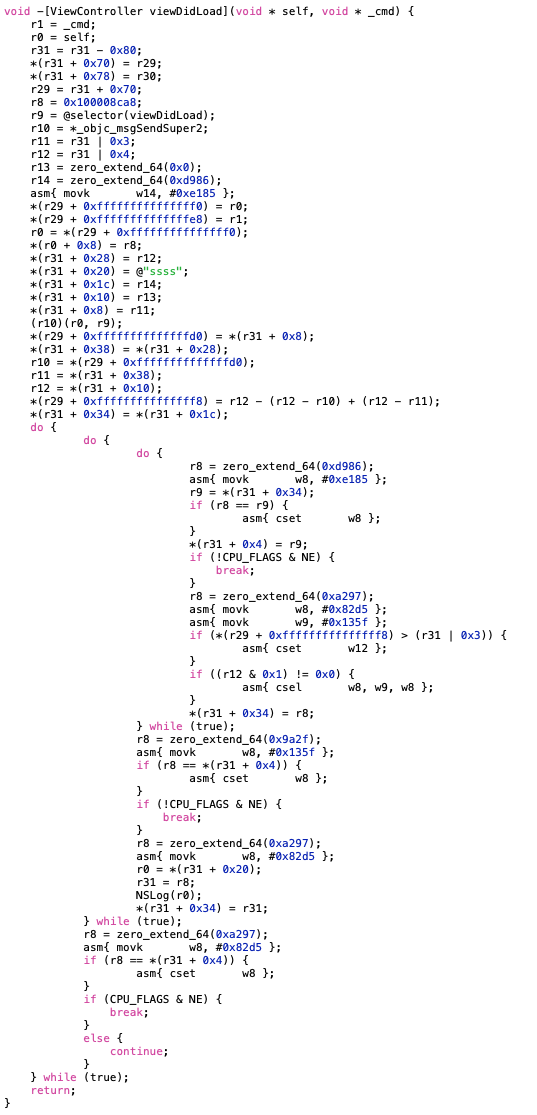 void -[ViewController viewDidLoad](void * self, void * _cmd) {
    r1 = _cmd;
    r0 = self;
    r31 = r31 - 0x80;
    *(r31 + 0x70) = r29;
    *(r31 + 0x78) = r30;
    r29 = r31 + 0x70;
    r8 = 0x100008ca8;
    r9 = @selector(viewDidLoad);
    r10 = *_objc_msgSendSuper2;
    r11 = r31 | 0x3;
    r12 = r31 | 0x4;
    r13 = zero_extend_64(0x0);
    r14 = zero_extend_64(0xd986);
    asm{ movk       w14, #0xe185 };
    *(r29 + 0xfffffffffffffff0) = r0;
    *(r29 + 0xffffffffffffffe8) = r1;
    r0 = *(r29 + 0xfffffffffffffff0);
    *(r0 + 0x8) = r8;
    *(r31 + 0x28) = r12;
    *(r31 + 0x20) = @"ssss";
    *(r31 + 0x1c) = r14;
    *(r31 + 0x10) = r13;
    *(r31 + 0x8) = r11;
    (r10)(r0, r9);
    *(r29 + 0xffffffffffffffd0) = *(r31 + 0x8);
    *(r31 + 0x38) = *(r31 + 0x28);
    r10 = *(r29 + 0xffffffffffffffd0);
    r11 = *(r31 + 0x38);
    r12 = *(r31 + 0x10);
    *(r29 + 0xfffffffffffffff8) = r12 - (r12 - r10) + (r12 - r11);
    *(r31 + 0x34) = *(r31 + 0x1c);
    do {
            do {
                    do {
                            r8 = zero_extend_64(0xd986);
                            asm{ movk       w8, #0xe185 };
                            r9 = *(r31 + 0x34);
                            if (r8 == r9) {
                                    asm{ cset       w8 };
                            }
                            *(r31 + 0x4) = r9;
                            if (!CPU_FLAGS & NE) {
                                break;
                            }
                            r8 = zero_extend_64(0xa297);
                            asm{ movk       w8, #0x82d5 };
                            asm{ movk       w9, #0x135f };
                            if (*(r29 + 0xfffffffffffffff8) > (r31 | 0x3)) {
                                    asm{ cset       w12 };
                            }
                            if ((r12 & 0x1) != 0x0) {
                                    asm{ csel       w8, w9, w8 };
                            }
                            *(r31 + 0x34) = r8;
                    } while (true);
                    r8 = zero_extend_64(0x9a2f);
                    asm{ movk       w8, #0x135f };
                    if (r8 == *(r31 + 0x4)) {
                            asm{ cset       w8 };
                    }
                    if (!CPU_FLAGS & NE) {
                        break;
                    }
                    r8 = zero_extend_64(0xa297);
                    asm{ movk       w8, #0x82d5 };
                    r0 = *(r31 + 0x20);
                    r31 = r8;
                    NSLog(r0);
                    *(r31 + 0x34) = r31;
            } while (true);
            r8 = zero_extend_64(0xa297);
            asm{ movk       w8, #0x82d5 };
            if (r8 == *(r31 + 0x4)) {
                    asm{ cset       w8 };
            }
            if (CPU_FLAGS & NE) {
                break;
            }
            else {
                continue;
            }
    } while (true);
    return;
}